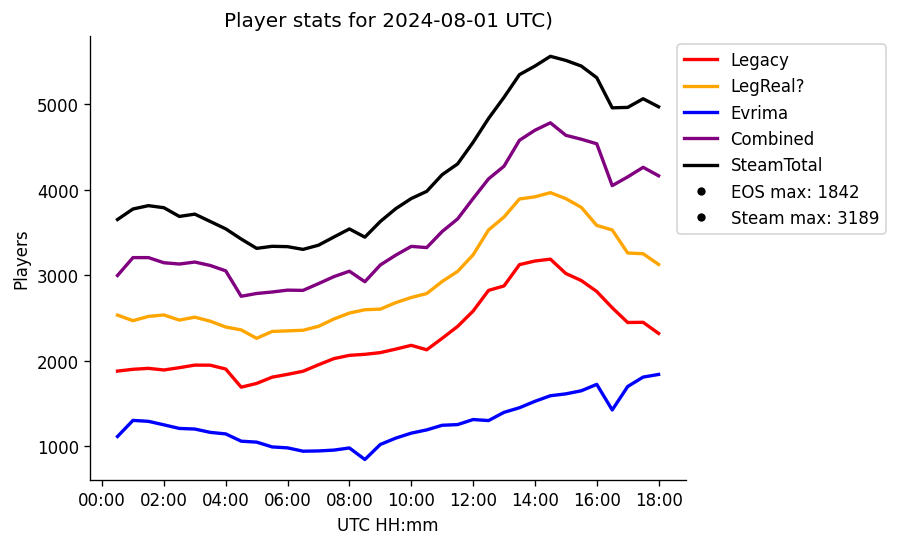 Player stats for 2024-08-01 UTC)
Legacy
LegReal?
Evrima
Combined
SteamTotal
EOS max: 1842
Steam max: 3189
Players
5000
4000
3000
2000
1000
00:00 02:00 04:00 06:00 08:00 10:00 12:00 14:00 16:00 18:00
UTC HH:mm